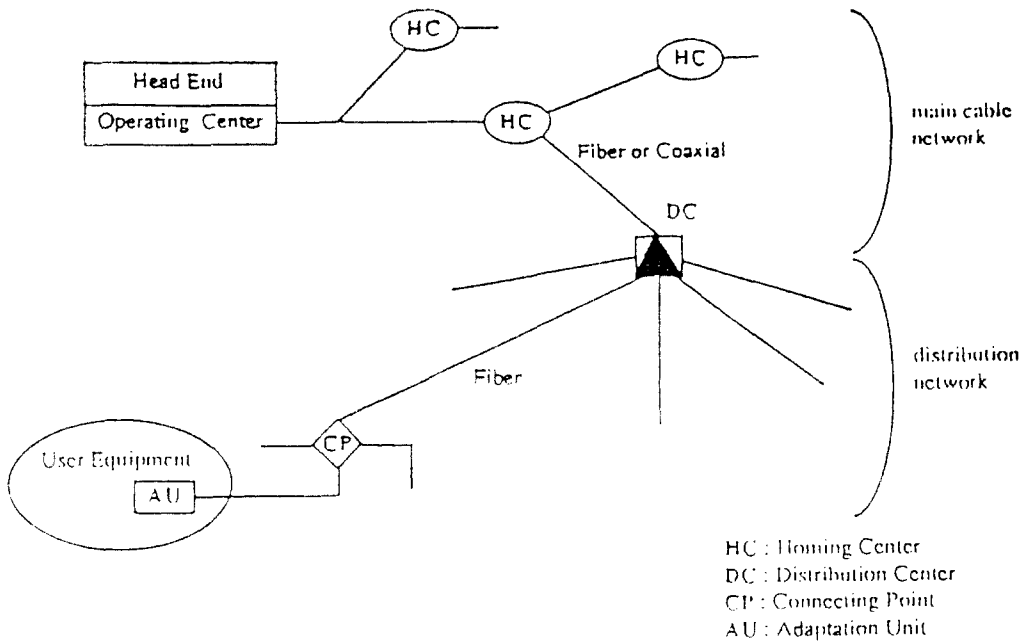 HC
HC
Head End
Operating Center
HC
main cable
network
Fiber or Coaxial
DC
distribution
network
Fiber
CP
User Equipment
AU
HC : Homing Center
DC : Distribution Center
CP : Connecting Point
AU : Adaptation Unit